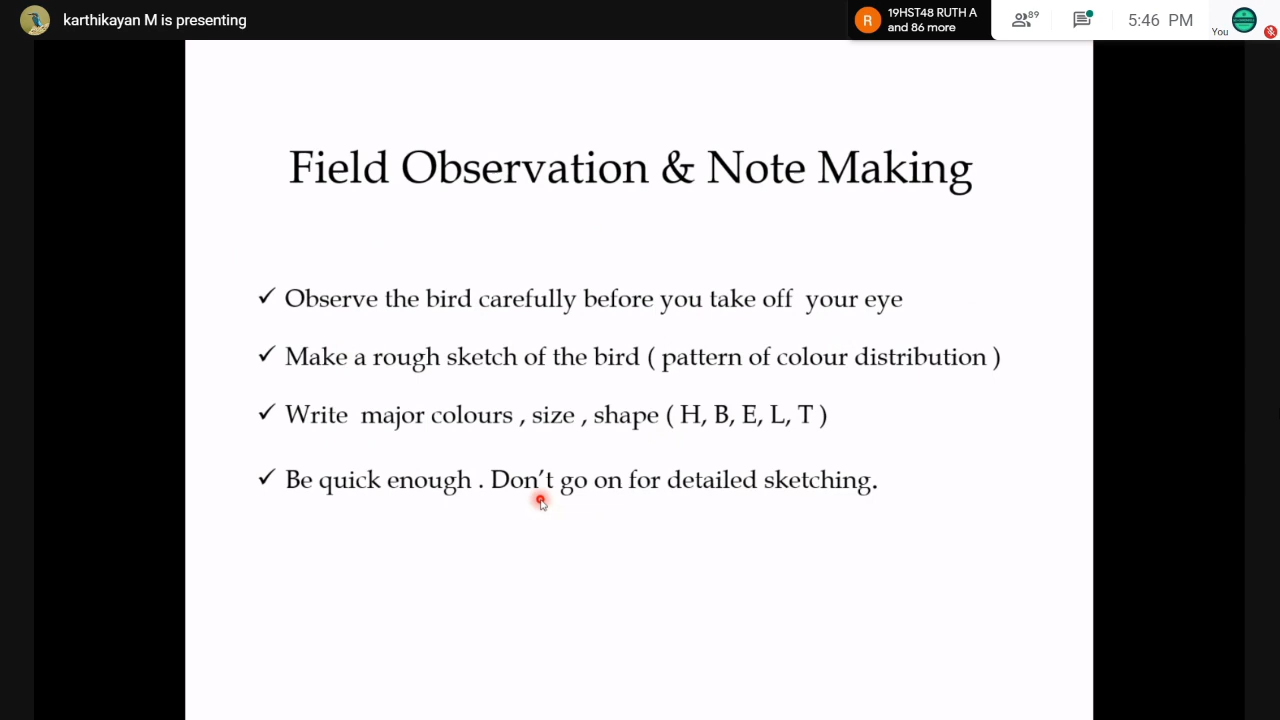 karthikayan M is presenting
R
19HST48 RUTH A
and 86 more
89
5:46 PM
You
Field Observation & Note Making
✓ Observe the bird carefully before you take off your eye
✓ Make a rough sketch of the bird ( pattern of colour distribution )
✓ Write major colours , size , shape ( H, B, E, L, T )
✓ Be quick enough . Don’t go on for detailed sketching.